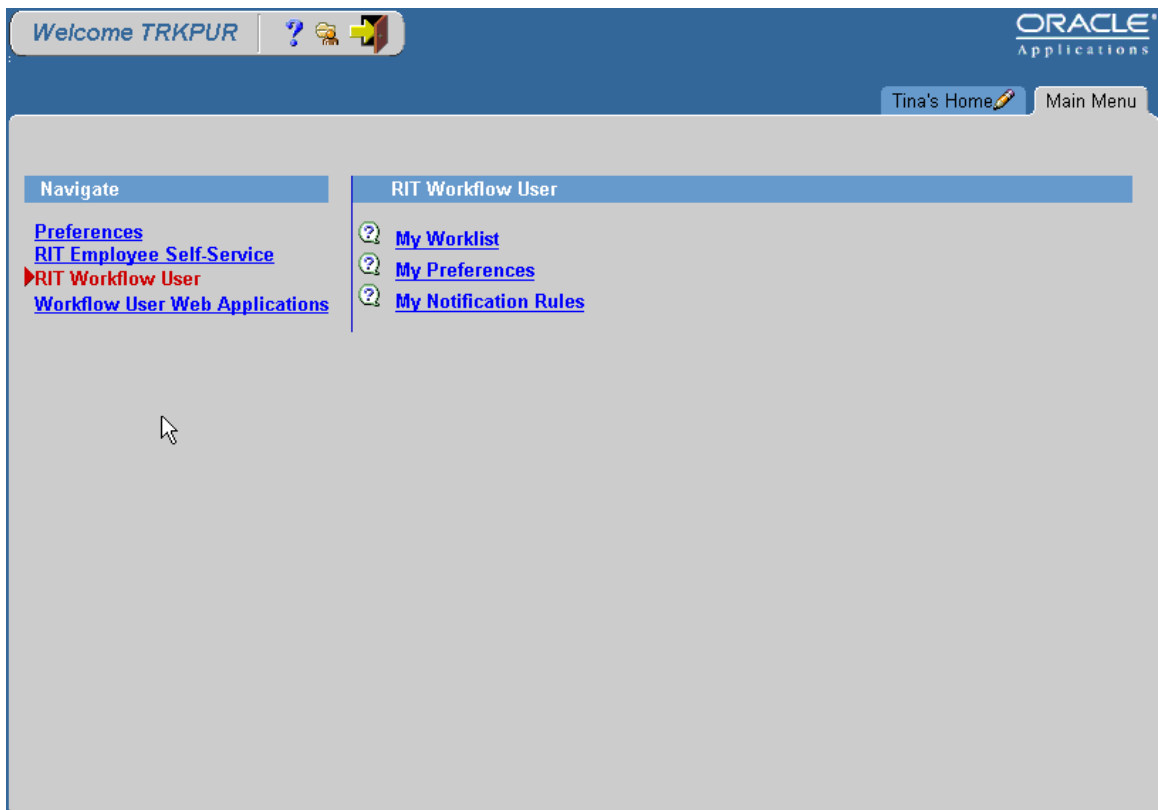 Welcome TRKPUR
ORACLE
Applications
Tina's Home
Main Menu
Navigate
Preferences
RIT Employee Self-Service
RIT Workflow User
Workflow User Web Applications
RIT Workflow User
My Worklist
My Preferences
My Notification Rules